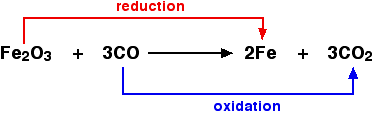 reduction
Fe₂O₃ + 3CO ⟶ 2Fe + 3CO₂
oxidation